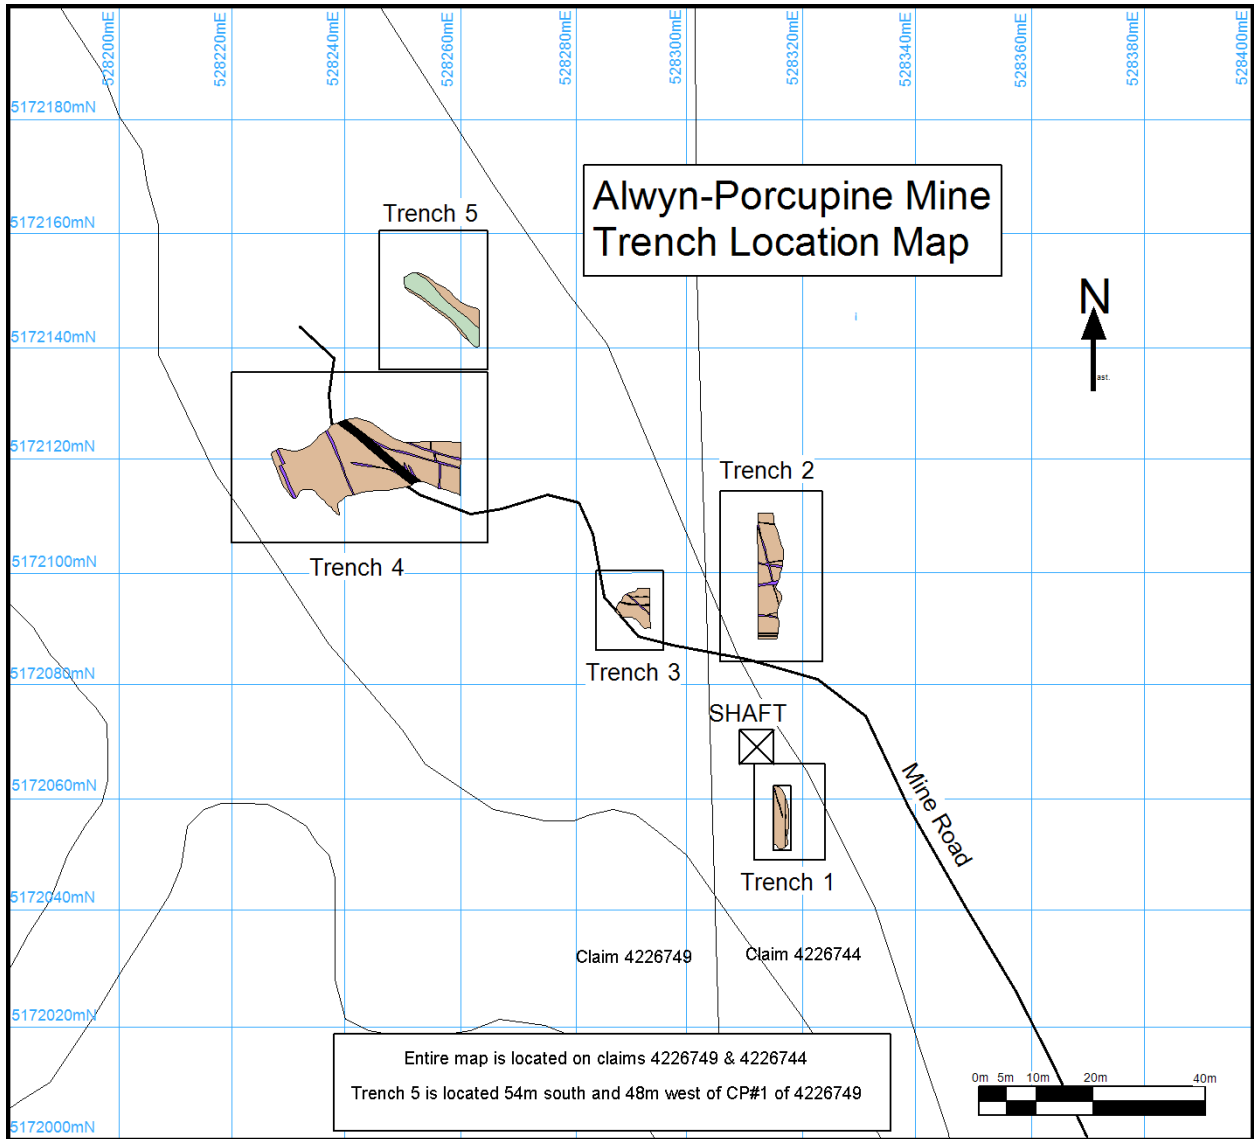 528200mE
528220mE
528240mE
528260mE
528280mE
528300mE
528320mE
528340mE
528360mE
528380mE
528400mE
5172180mN
Alwyn-Porcupine Mine
Trench Location Map
Trench 5
5172160mN
N
ast.
5172140mN
5172120mN
Trench 2
Trench 4
5172100mN
Trench 3
5172080mN
SHAFT
Mine Road
5172060mN
Trench 1
5172040mN
Claim 4226749
Claim 4226744
5172020mN
Entire map is located on claims 4226749 & 4226744
Trench 5 is located 54m south and 48m west of CP#1 of 4226749
0m 5m 10m 20m 40m
5172000mN